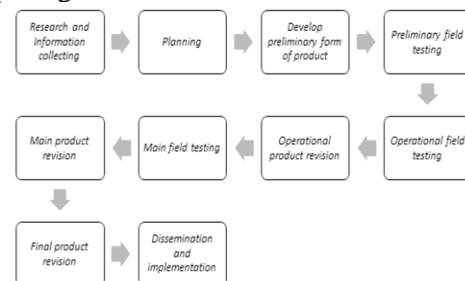 Research and
Information
collecting
Planning
Develop
preliminary form
of product
Preliminary field
testing
Main product
revision
Main field testing
Operational
product revision
Operational field
testing
Final product
revision
Dissemination
and
implementation